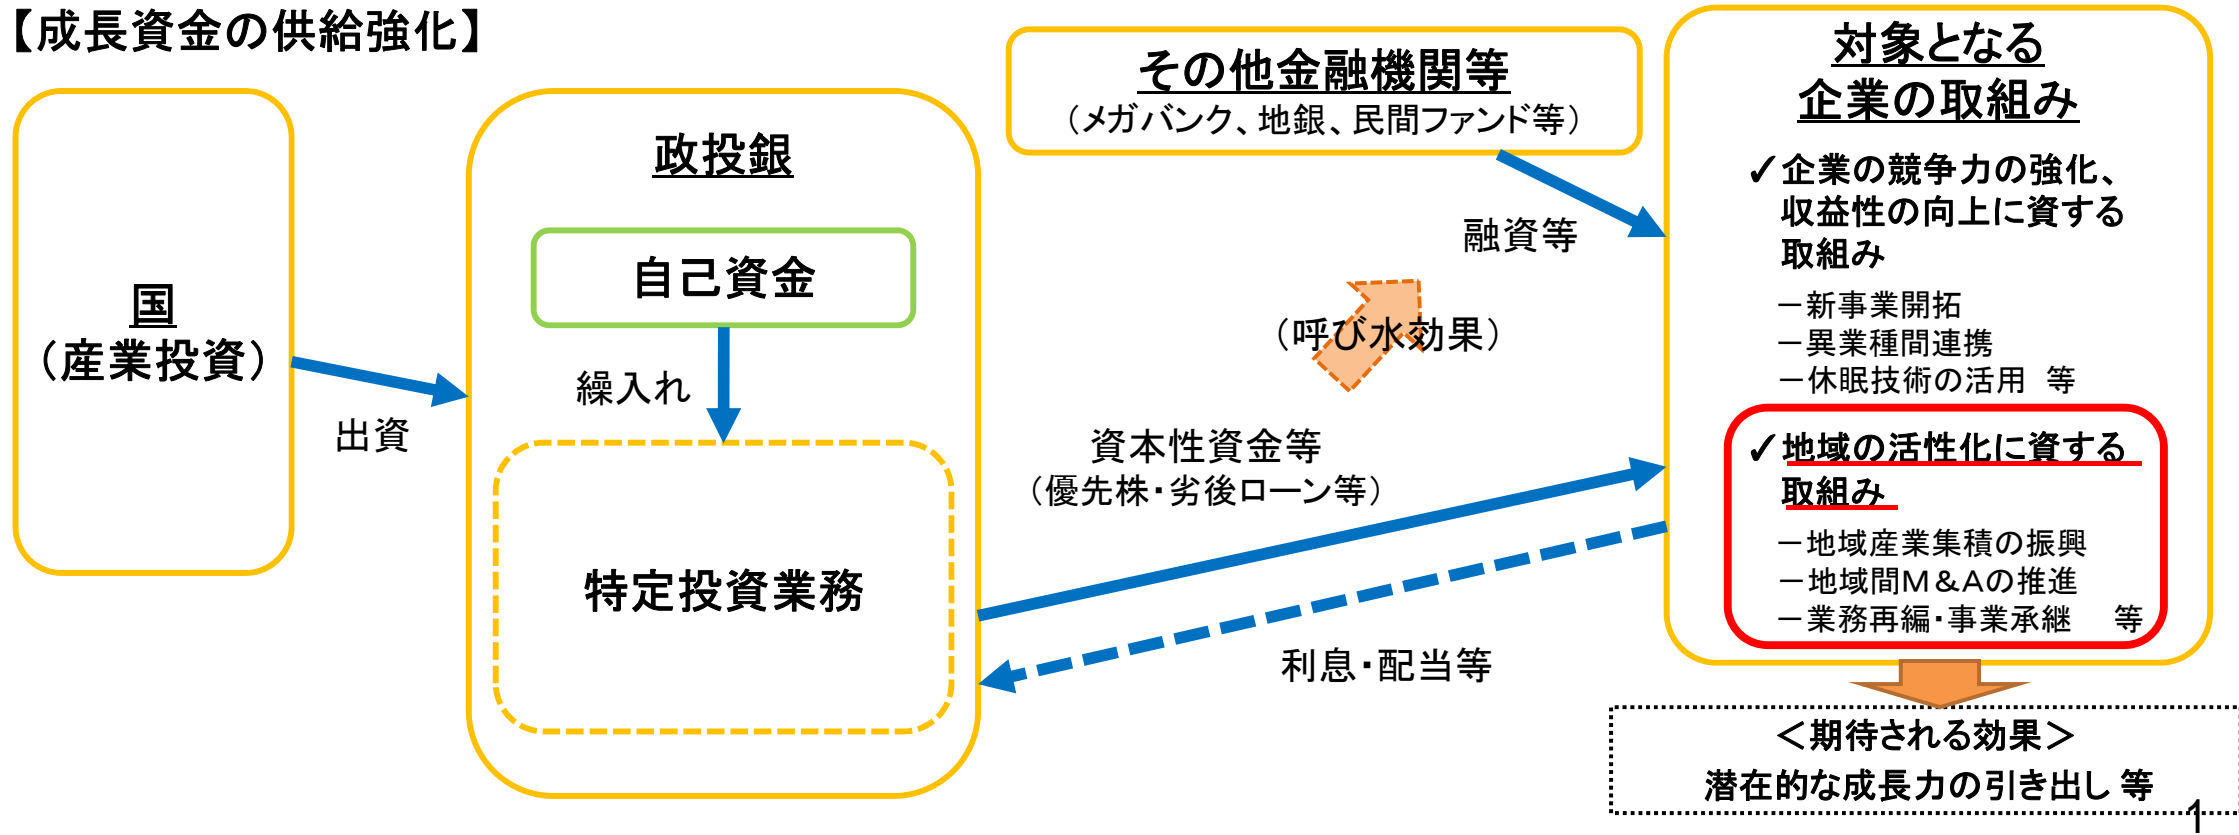 【成長資金の供給強化】
国
（産業投資）
出資
政投銀
自己資金
繰入れ
特定投資業務
その他金融機関等
（メガバンク、地銀、民間ファンド等）
融資等
（呼び水効果）
資本性資金等
（優先株・劣後ローン等）
利息・配当等
対象となる
企業の取組み
✓企業の競争力の強化、
収益性の向上に資する
取組み
－新事業開拓
－異業種間連携
－休眠技術の活用　等
✓地域の活性化に資する
取組み
－地域産業集積の振興
－地域間Ｍ＆Ａの推進
－業務再編・事業承継　等
＜期待される効果＞
潜在的な成長力の引き出し 等
1